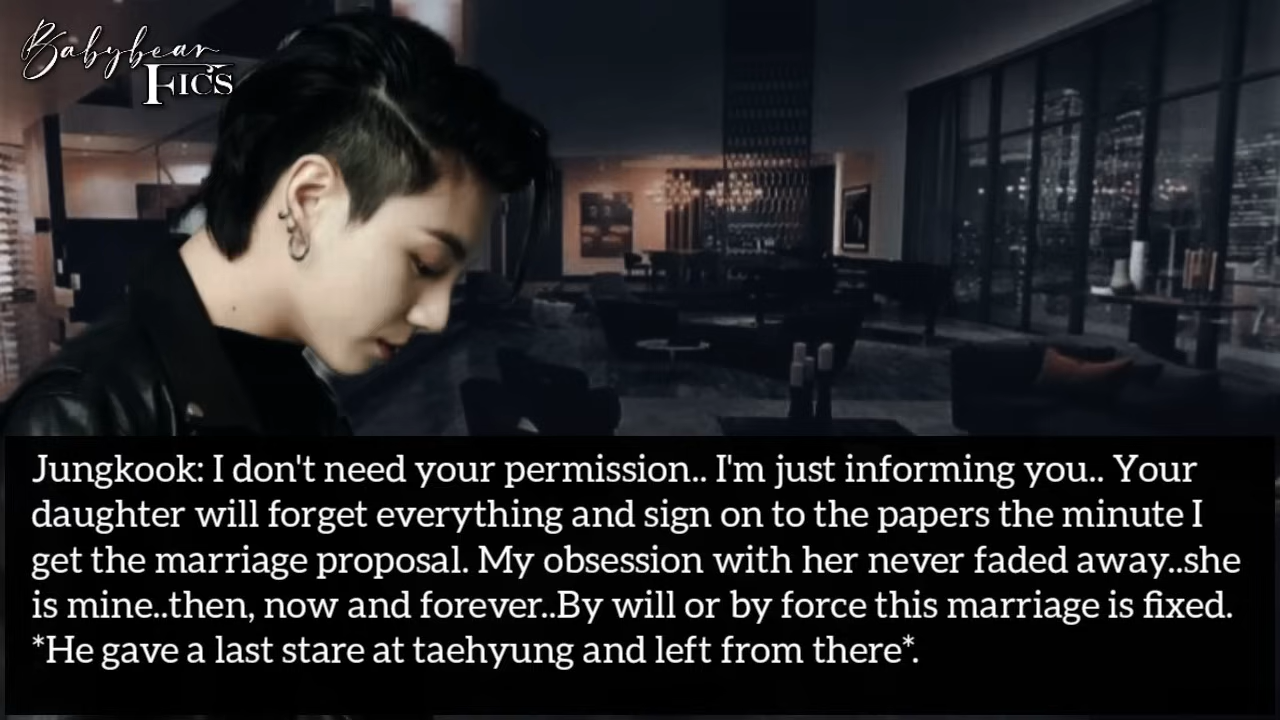 Babybear
FICS
Jungkook: I don't need your permission.. I'm just informing you.. Your
daughter will forget everything and sign on to the papers the minute I
get the marriage proposal. My obsession with her never faded away..she
is mine..then, now and forever..By will or by force this marriage is fixed.
*He gave a last stare at taehyung and left from there*.